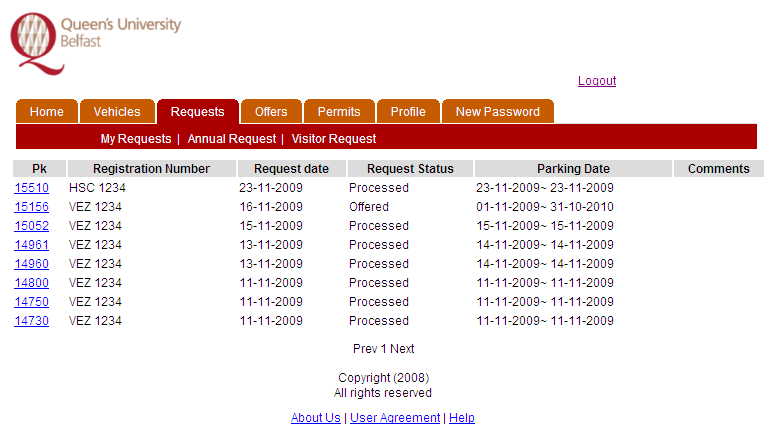 Queen's University
Belfast
Logout
Home Vehicles Requests Offers Permits Profile New Password
My Requests | Annual Request | Visitor Request
Pk Registration Number Request date Request Status Parking Date Comments
15510 HSC 1234 23-11-2009 Processed 23-11-2009~ 23-11-2009
15156 VEZ 1234 16-11-2009 Offered 01-11-2009~ 31-10-2010
15052 VEZ 1234 15-11-2009 Processed 15-11-2009~ 15-11-2009
14961 VEZ 1234 13-11-2009 Processed 14-11-2009~ 14-11-2009
14960 VEZ 1234 13-11-2009 Processed 14-11-2009~ 14-11-2009
14800 VEZ 1234 11-11-2009 Processed 11-11-2009~ 11-11-2009
14750 VEZ 1234 11-11-2009 Processed 11-11-2009~ 11-11-2009
14730 VEZ 1234 11-11-2009 Processed 11-11-2009~ 11-11-2009
Prev 1 Next
Copyright (2008)
All rights reserved
About Us | User Agreement | Help